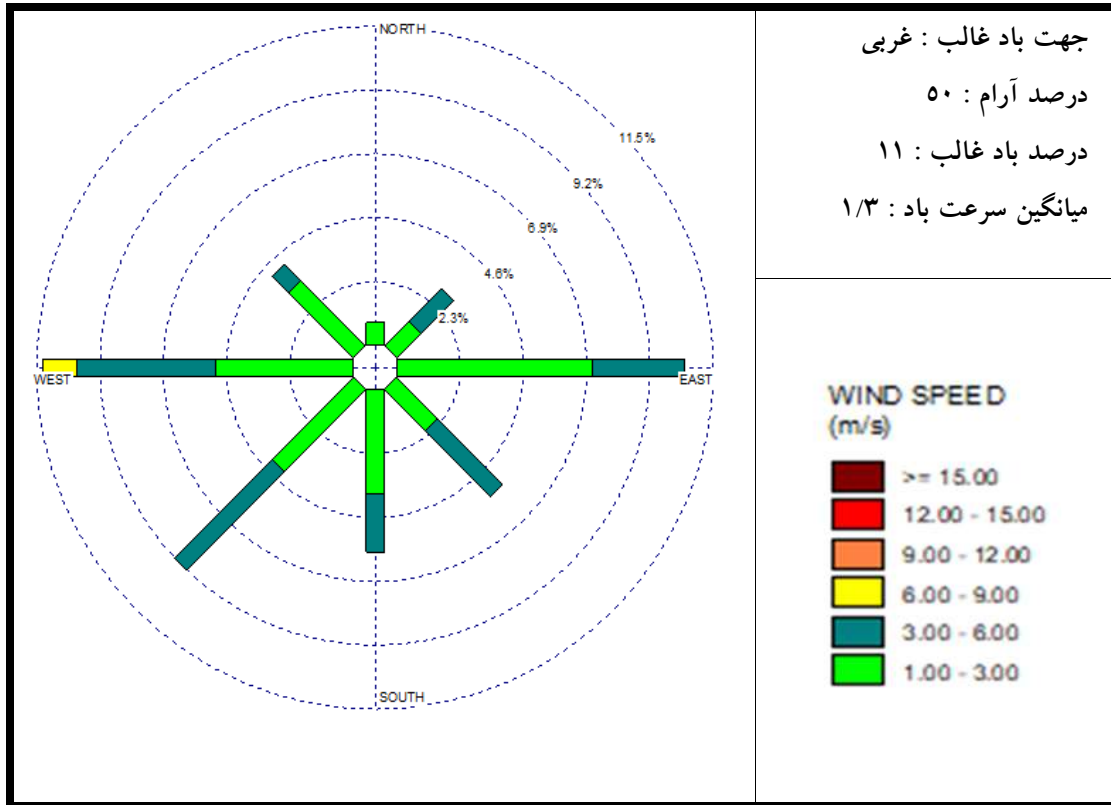 NORTH
11.5%
9.2%
6.9%
4.6%
2.3%
WEST
EAST
SOUTH
جهت باد غالب : غربی
درصد آرام : ۵۰
درصد باد غالب : ۱۱
میانگین سرعت باد : ۱/۳
WIND SPEED
(m/s)
>= 15.00
12.00 - 15.00
9.00 - 12.00
6.00 - 9.00
3.00 - 6.00
1.00 - 3.00